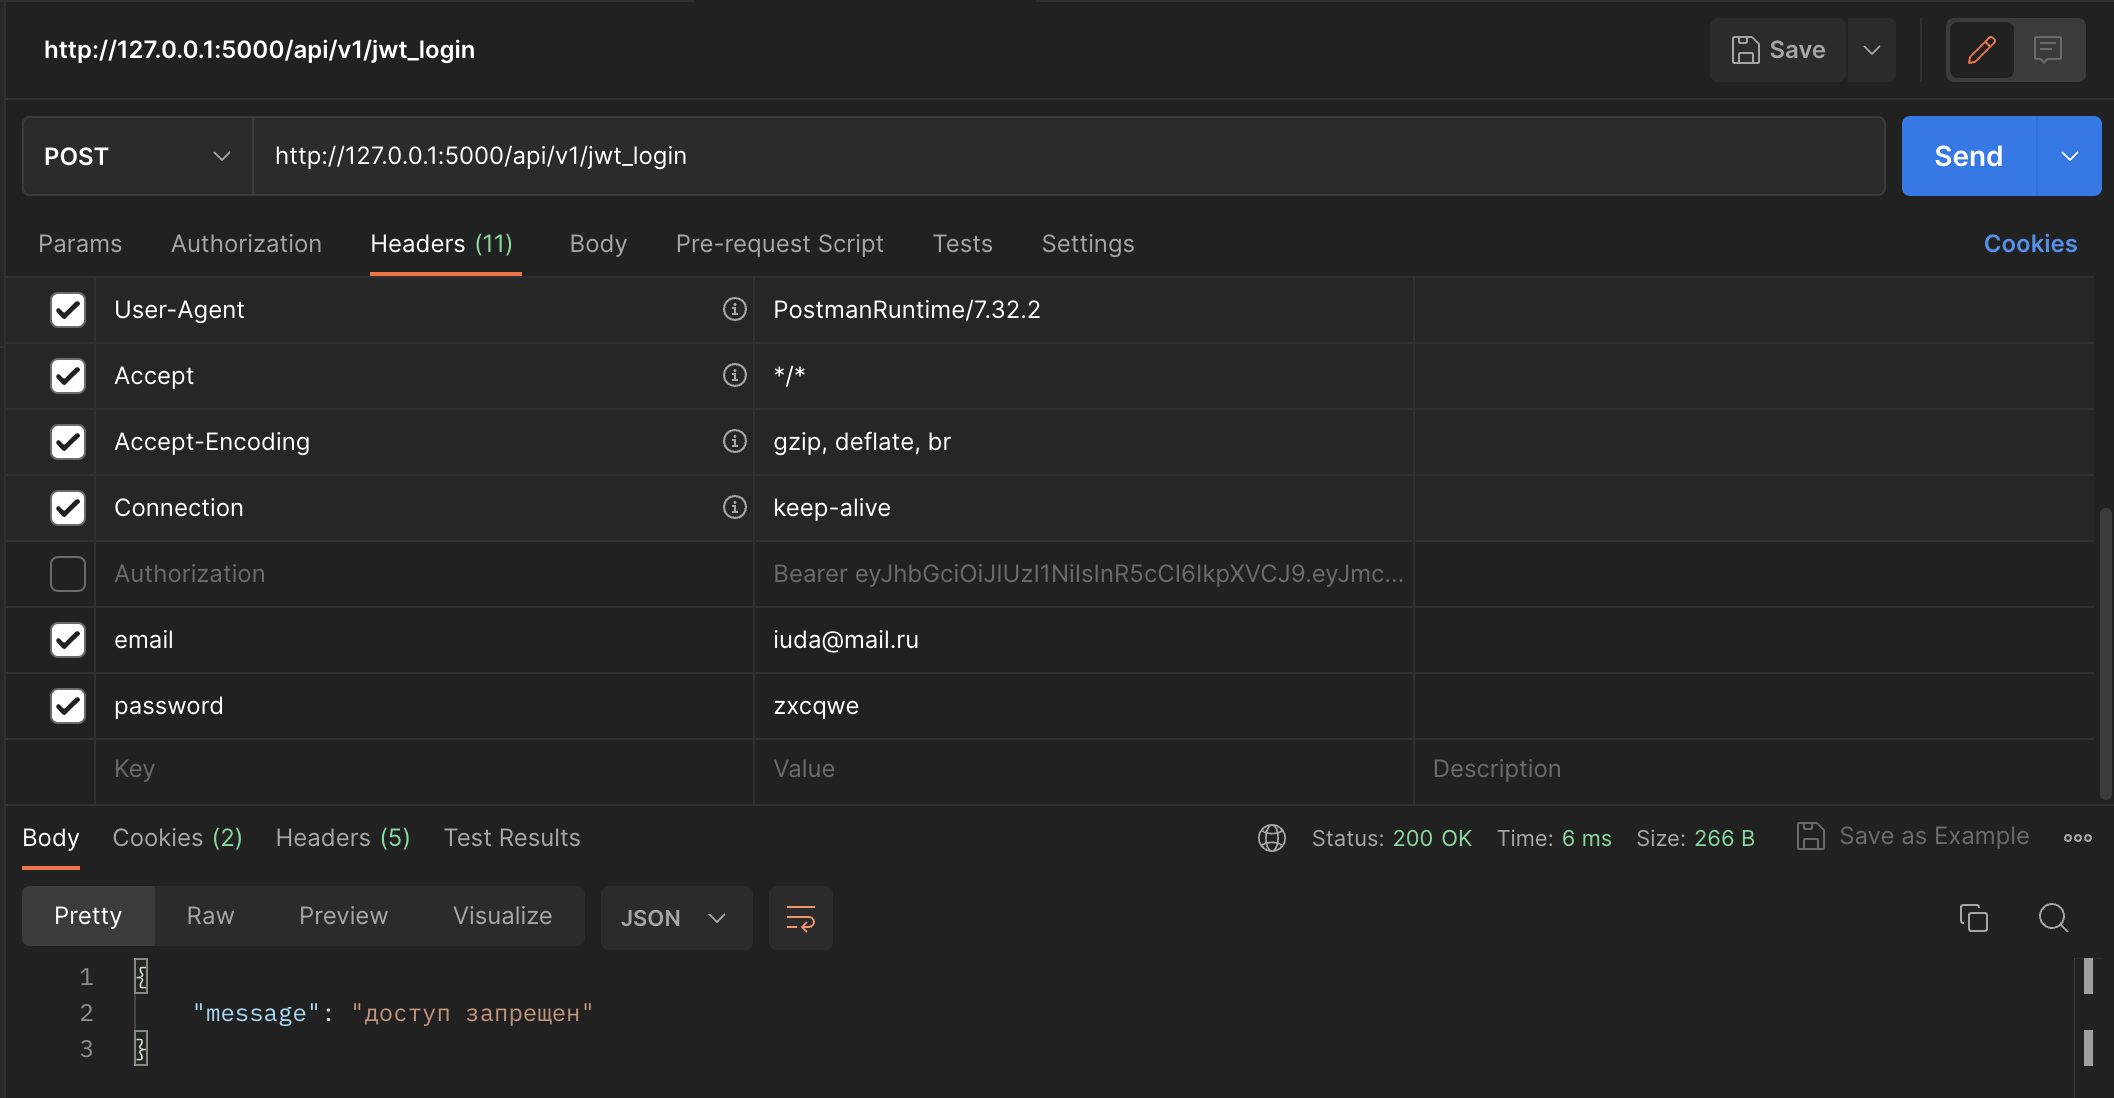 http://127.0.0.1:5000/api/v1/jwt_login
Save
POST
http://127.0.0.1:5000/api/v1/jwt_login
Send
Params Authorization Headers (11) Body Pre-request Script Tests Settings Cookies
User-Agent PostmanRuntime/7.32.2
Accept */*
Accept-Encoding gzip, deflate, br
Connection keep-alive
Authorization Bearer eyJhbGciOiJIUzI1NiIsInR5cCI6IkpXVCJ9.eyJmc...
email iuda@mail.ru
password zxcqwe
Key Value Description
Body Cookies (2) Headers (5) Test Results Status: 200 OK Time: 6 ms Size: 266 B Save as Example
Pretty Raw Preview Visualize JSON
1 {
2 "message": "доступ запрещен"
3 }